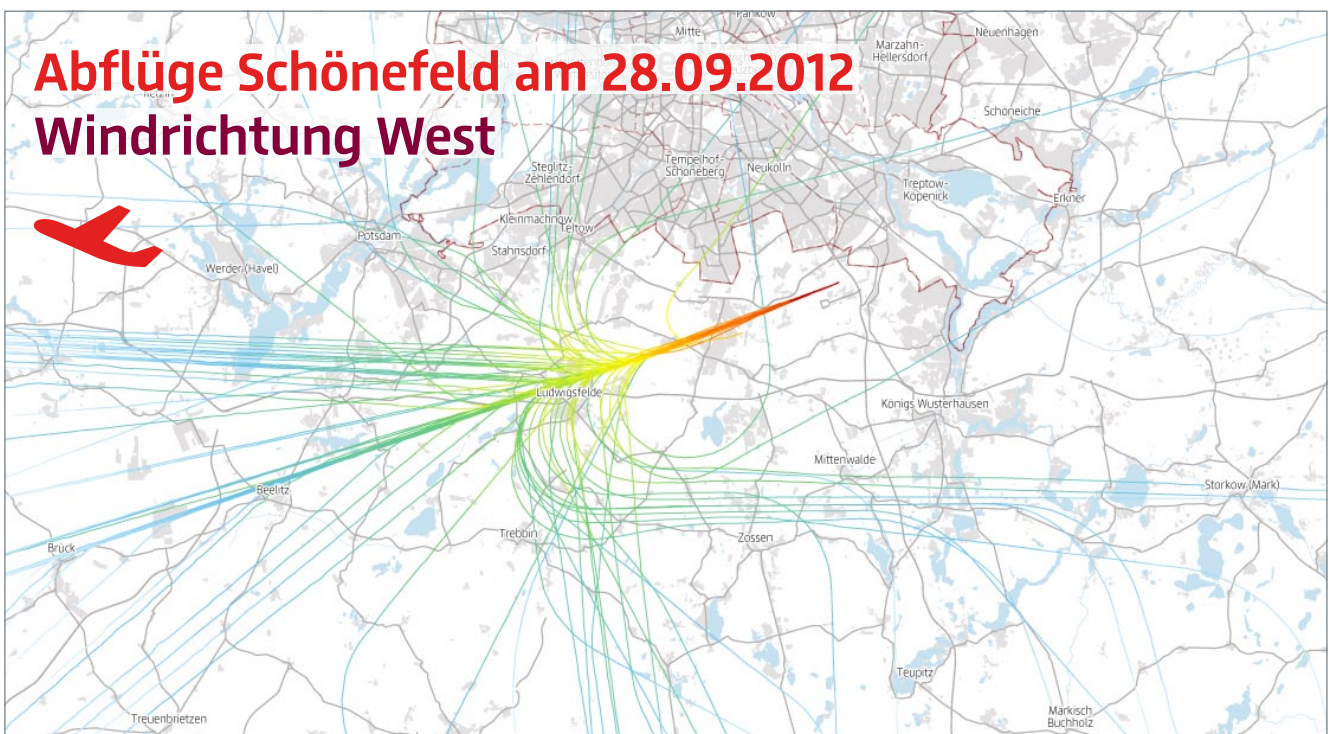 Abflüge Schönefeld am 28.09.2012
Windrichtung West
Pankow
Mitte
Neuenhagen
Marzahn-
Hellersdorf
Schöneiche
Steglitz-
Zehlendorf
Tempelhof-
Schöneberg
Neukölln
Treptow-
Köpenick
Erkner
Kleinmachnow
Teltow
Potsdam
Stahnsdorf
Werder (Havel)
Ludwigsfelde
Königs Wusterhausen
Mittenwalde
Beelitz
Storkow (Mark)
Trebbin
Zossen
Brück
Teupitz
Treuenbrietzen
Märkisch
Buchholz